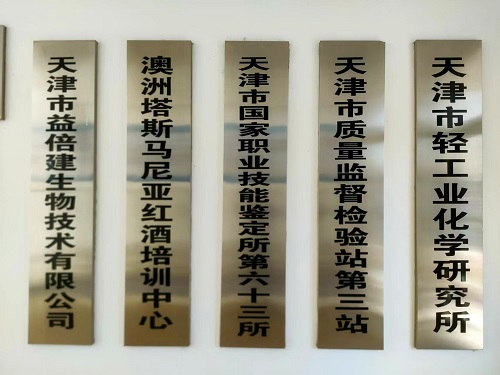 天津市益倍建生物技术有限公司
澳洲塔斯马尼亚红酒培训中心
天津市国家职业技能鉴定所第六十三所
天津市质量监督检验站第三站
天津市轻工业化学研究所